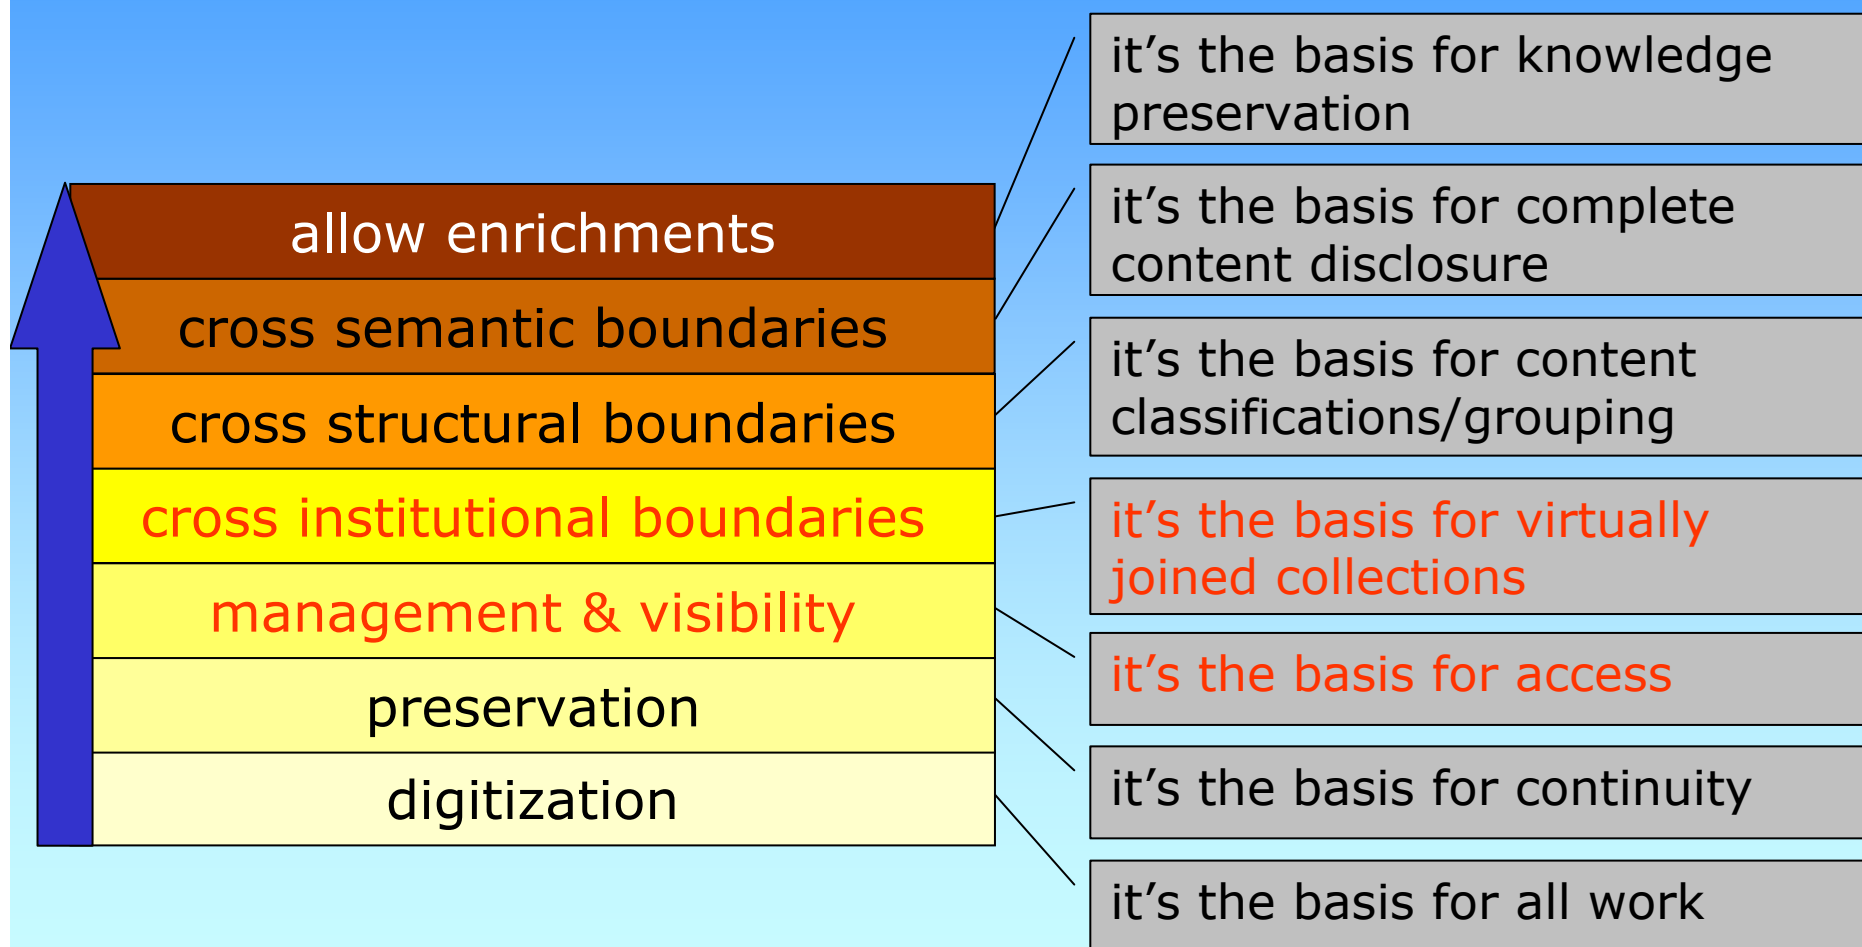 allow enrichments
cross semantic boundaries
cross structural boundaries
cross institutional boundaries
management & visibility
preservation
digitization
it’s the basis for knowledge
preservation
it’s the basis for complete
content disclosure
it’s the basis for content
classifications/grouping
it’s the basis for virtually
joined collections
it’s the basis for access
it’s the basis for continuity
it’s the basis for all work